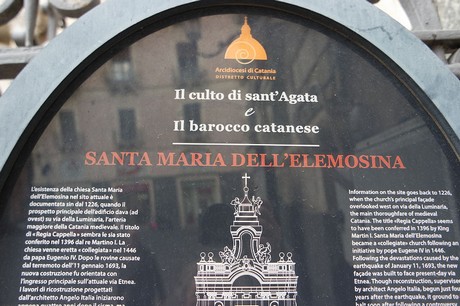 Arcidiocesi di Catania
DISTRETTO CULTURALE
Il culto di sant'Agata
e
Il barocco catanese
SANTA MARIA DELL'ELEMOSINA
L'esistenza della chiesa Santa Maria
dell'Elemosina nel sito attuale è
documentata sin dal 1226, quando il
prospetto principale dell'edificio dava (ad
ovest) su via della Luminaria, l'arteria
maggiore della Catania medievale. Il titolo
di «Regia Cappella» sembra le sia stato
conferito nel 1396 da re Martino I. La
chiesa venne eretta «collegiata» nel 1446
da papa Eugenio IV. Dopo le rovine causate
dal terremoto dell'11 gennaio 1693, la
nuova costruzione fu orientata con
l'ingresso principale sull'attuale via Etnea.
I lavori di ricostruzione progettati
dall'architetto Angelo Italia iniziarono
Information on the site goes back to 1226,
when the church's principal façade
overlooked west on via della Luminaria,
the main thoroughfare of medieval
Catania. The title «Regia Cappella» seems
to have been conferred in 1396 by King
Martin I. Santa Maria dell'Elemosina
became a «collegiate» church following an
initiative by pope Eugene IV in 1446.
Following the devastations caused by the
earthquake of January 11, 1693, the new
façade was built to face present-day via
Etnea. Though reconstruction, supervised
by architect Angelo Italia, begun just four
years after the earthquake, it ground to